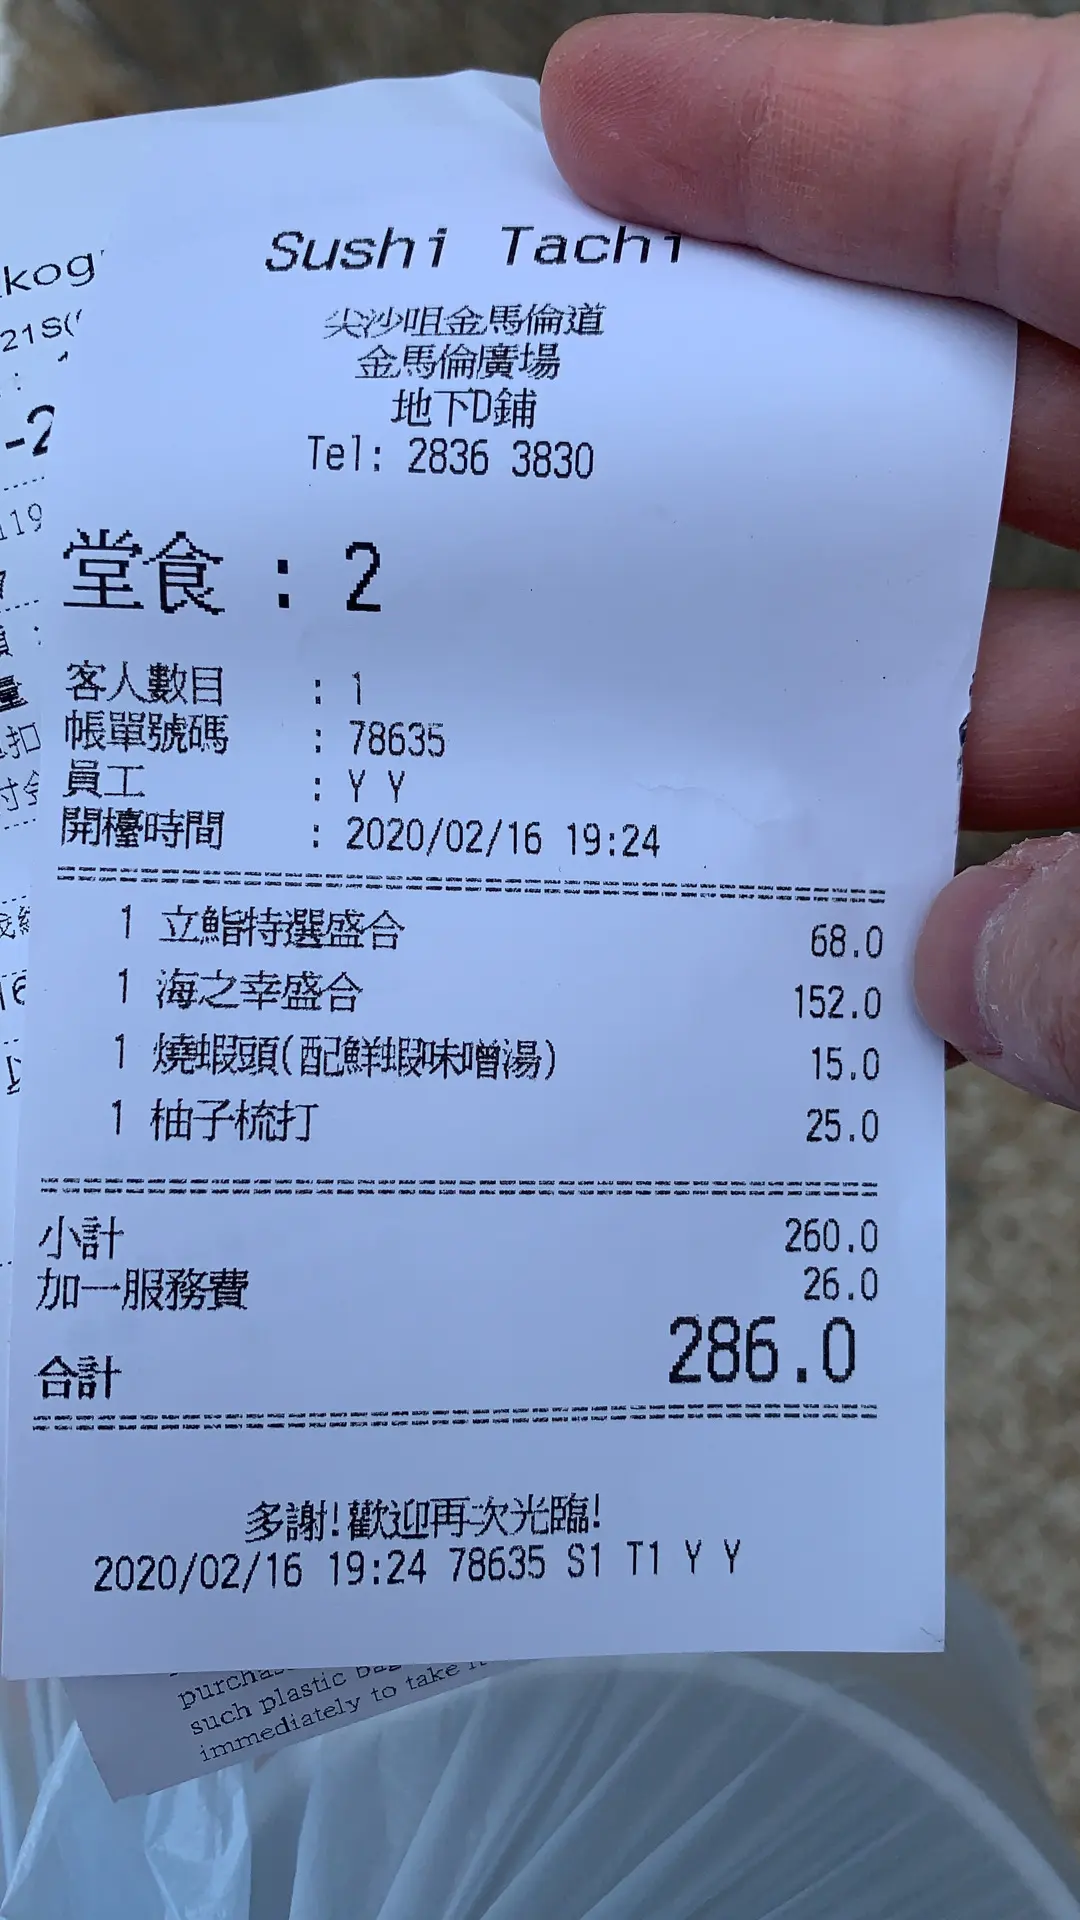 Sushi Tachi
尖沙咀金馬倫道
金馬倫廣場
地下D鋪
Tel: 2836 3830
堂食 : 2
客人數目 : 1
帳單號碼 : 78635
員工 : Y Y
開檯時間 : 2020/02/16 19:24
1 立鮨特選盛合 68.0
1 海之幸盛合 152.0
1 燒蝦頭(配鮮蝦味噌湯) 15.0
1 柚子梳打 25.0
小計 260.0
加一服務費 26.0
合計 286.0
多謝!歡迎再次光臨!
2020/02/16 19:24 78635 S1 T1 Y Y
such plastic
immediately to take